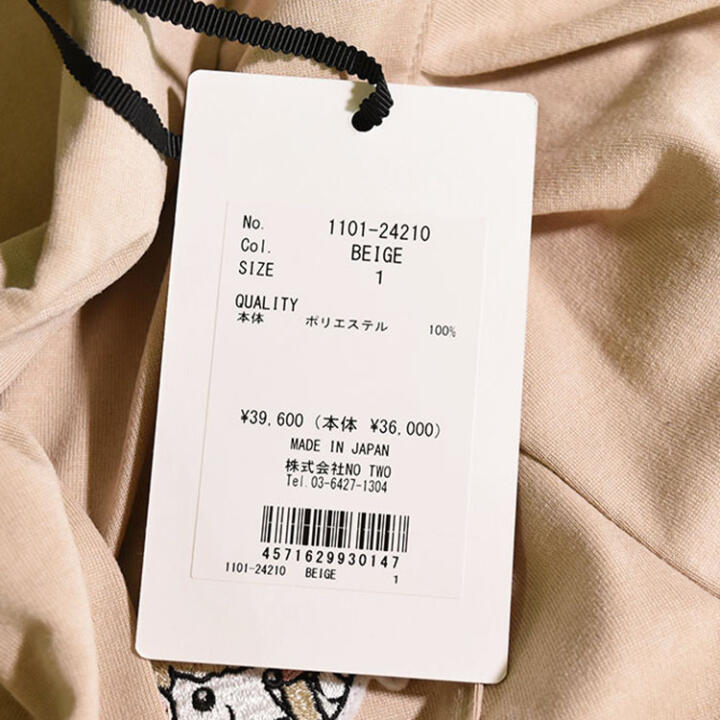 No. 1101-24210
Col. BEIGE
SIZE 1
QUALITY
本体 ポリエステル 100%
¥39,600 (本体 ¥36,000)
MADE IN JAPAN
株式会社NO TWO
Tel.03-6427-1304
4571629930147
1101-24210 BEIGE 1